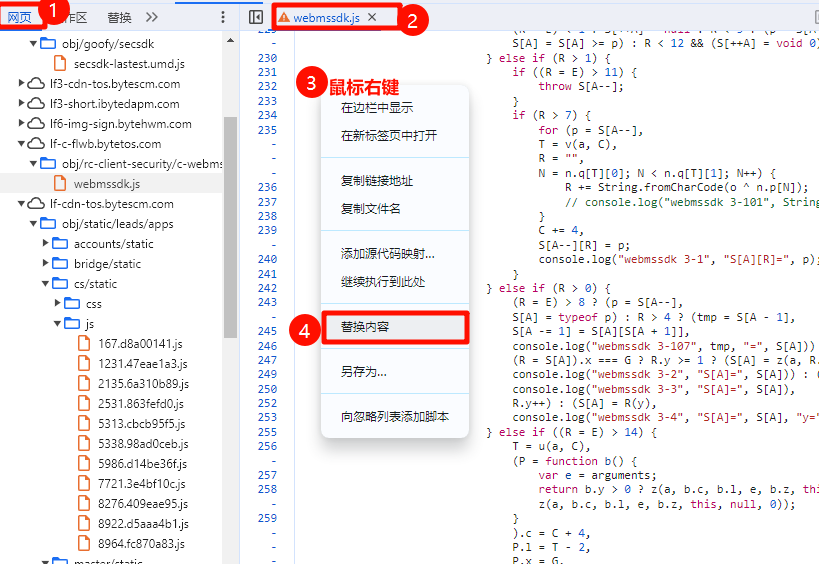 网页
1
作区
替换
webmssdk.js
2
obj/goofy/secsdk
secsdk-lastest.umd.js
lf3-cdn-tos.bytescm.com
lf3-short.ibytedapm.com
lf6-img-sign.bytehwm.com
lf-c-flwb.bytetos.com
obj/rc-client-security/c-webms
webmssdk.js
lf-cdn-tos.bytescm.com
obj/static/leads/apps
accounts/static
bridge/static
cs/static
css
js
167.d8a00141.js
1231.47eae1a3.js
2135.6a310b89.js
2531.863fefd0.js
5313.cbcb95f5.js
5338.98ad0ceb.js
5986.d14be36f.js
7721.3e4bf10c.js
8276.409eae95.js
8922.d5aaa4b1.js
8964.fc870a83.js
master/static
3
鼠标右键
在边栏中显示
在新标签页中打开
复制链接地址
复制文件名
添加源代码映射...
继续执行到此处
4
替换内容
另存为...
向忽略列表添加脚本
229
- S[A] = S[A] >= p) : R < 12 && (S[++A] = void 0)
230 } else if (R > 1) {
231 if ((R = E) > 11) {
232 throw S[A--];
233 }
234 if (R > 7) {
235 for (p = S[A--],
- T = v(a, C),
- R = "",
- N = n.q[T][0]; N < n.q[T][1]; N++) {
236 R += String.fromCharCode(o ^ n.p[N]);
237 // console.log("webmssdk 3-101", String
238 }
239 C += 4,
- S[A--][R] = p;
240 console.log("webmssdk 3-1", "S[A][R]=", p);
241 }
242 } else if (R > 0) {
243 (R = E) > 8 ? (p = S[A--],
- S[A] = typeof p) : R > 4 ? (tmp = S[A - 1],
245 S[A -= 1] = S[A][S[A + 1]],
246 console.log("webmssdk 3-107", tmp, "=", S[A]))
247 (R = S[A]).x === G ? R.y >= 1 ? (S[A] = z(a, R.
249 console.log("webmssdk 3-2", "S[A]=", S[A])) : (
250 console.log("webmssdk 3-3", "S[A]=", S[A]),
252 R.y++) : (S[A] = R(y),
253 console.log("webmssdk 3-4", "S[A]=", S[A], "y="
255 } else if ((R = E) > 14) {
256 T = u(a, C),
- (P = function b() {
257 var e = arguments;
258 return b.y > 0 ? z(a, b.c, b.l, e, b.z, thi
- z(a, b.c, b.l, e, b.z, this, null, 0));
259 }
- ).c = C + 4,
- P.l = T - 2,
- P.x = G,